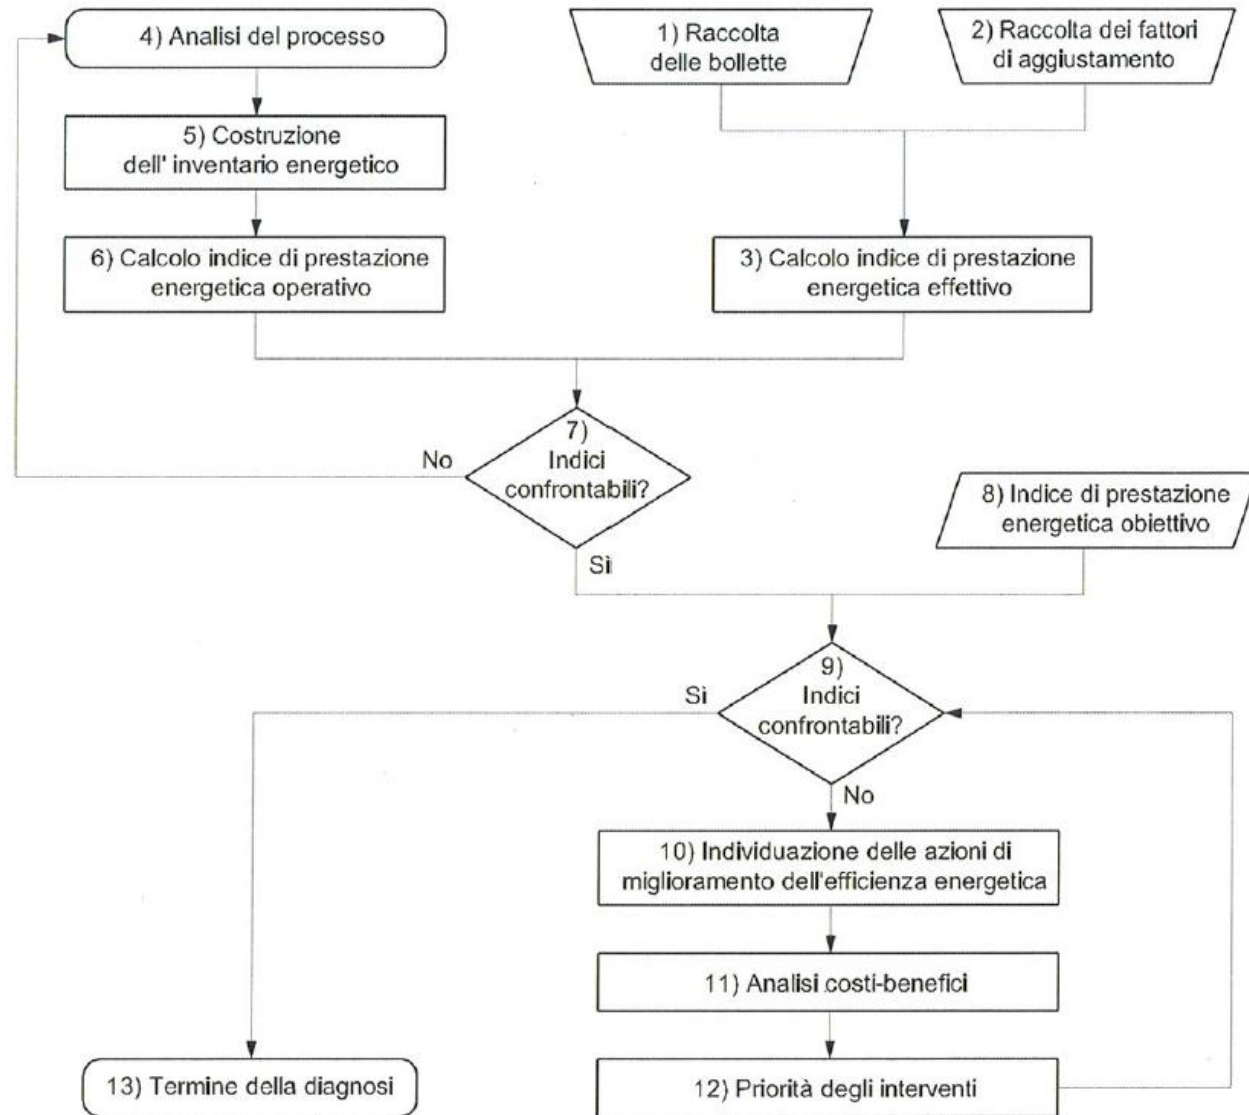 4) Analisi del processo
1) Raccolta
delle bollette
2) Raccolta dei fattori
di aggiustamento
5) Costruzione
dell' inventario energetico
6) Calcolo indice di prestazione
energetica operativo
3) Calcolo indice di prestazione
energetica effettivo
7)
Indici
confrontabili?
No
Sì
8) Indice di prestazione
energetica obiettivo
9)
Indici
confrontabili?
Sì
No
10) Individuazione delle azioni di
miglioramento dell'efficienza energetica
11) Analisi costi-benefici
12) Priorità degli interventi
13) Termine della diagnosi